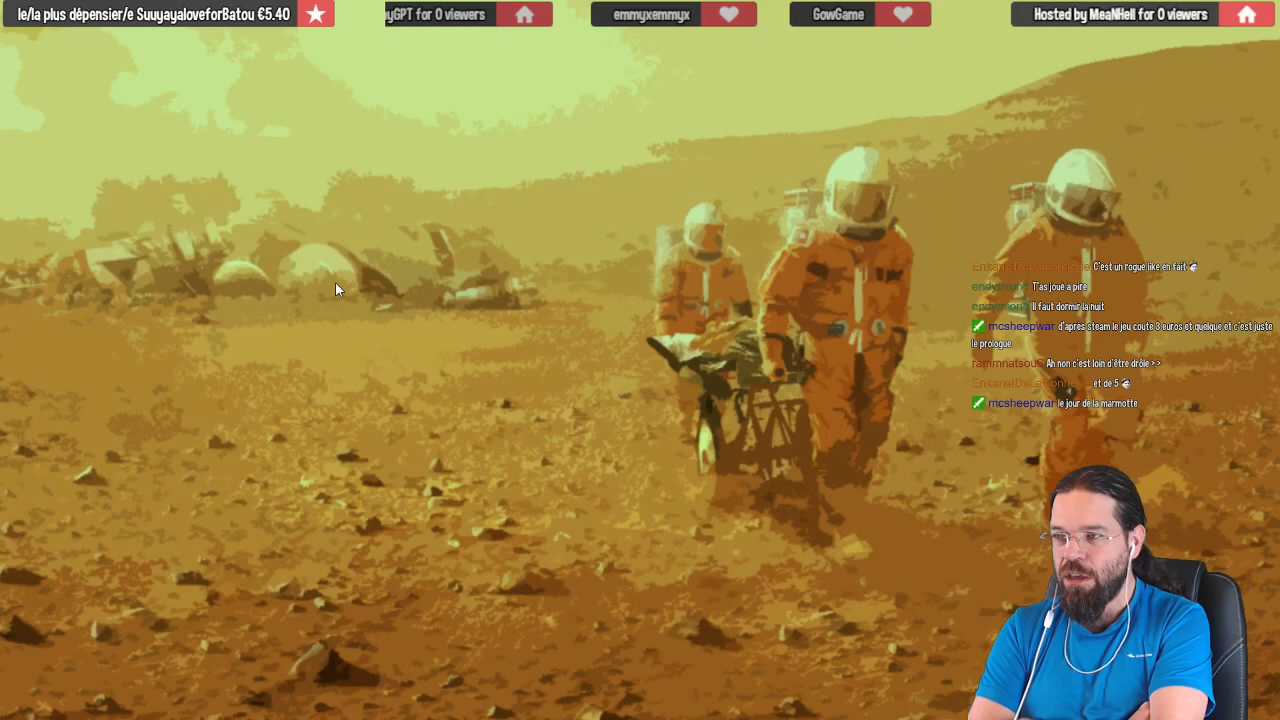 le/la plus dépensier/e SuuyayaloveforBatou €5.40
yGPT for 0 viewers
emmyxemmyx
GowGame
Hosted by MeaNHell for 0 viewers
C'est un rogue like en fait
T'as joué a pire
Il faut dormir la nuit
mcsheepwar d'après steam le jeu coute 3 euros et quelque et c'est juste
le prologue
rammnatsou Ah non c'est loin d'être drôle >>
et de 5
mcsheepwar le jour de la marmotte